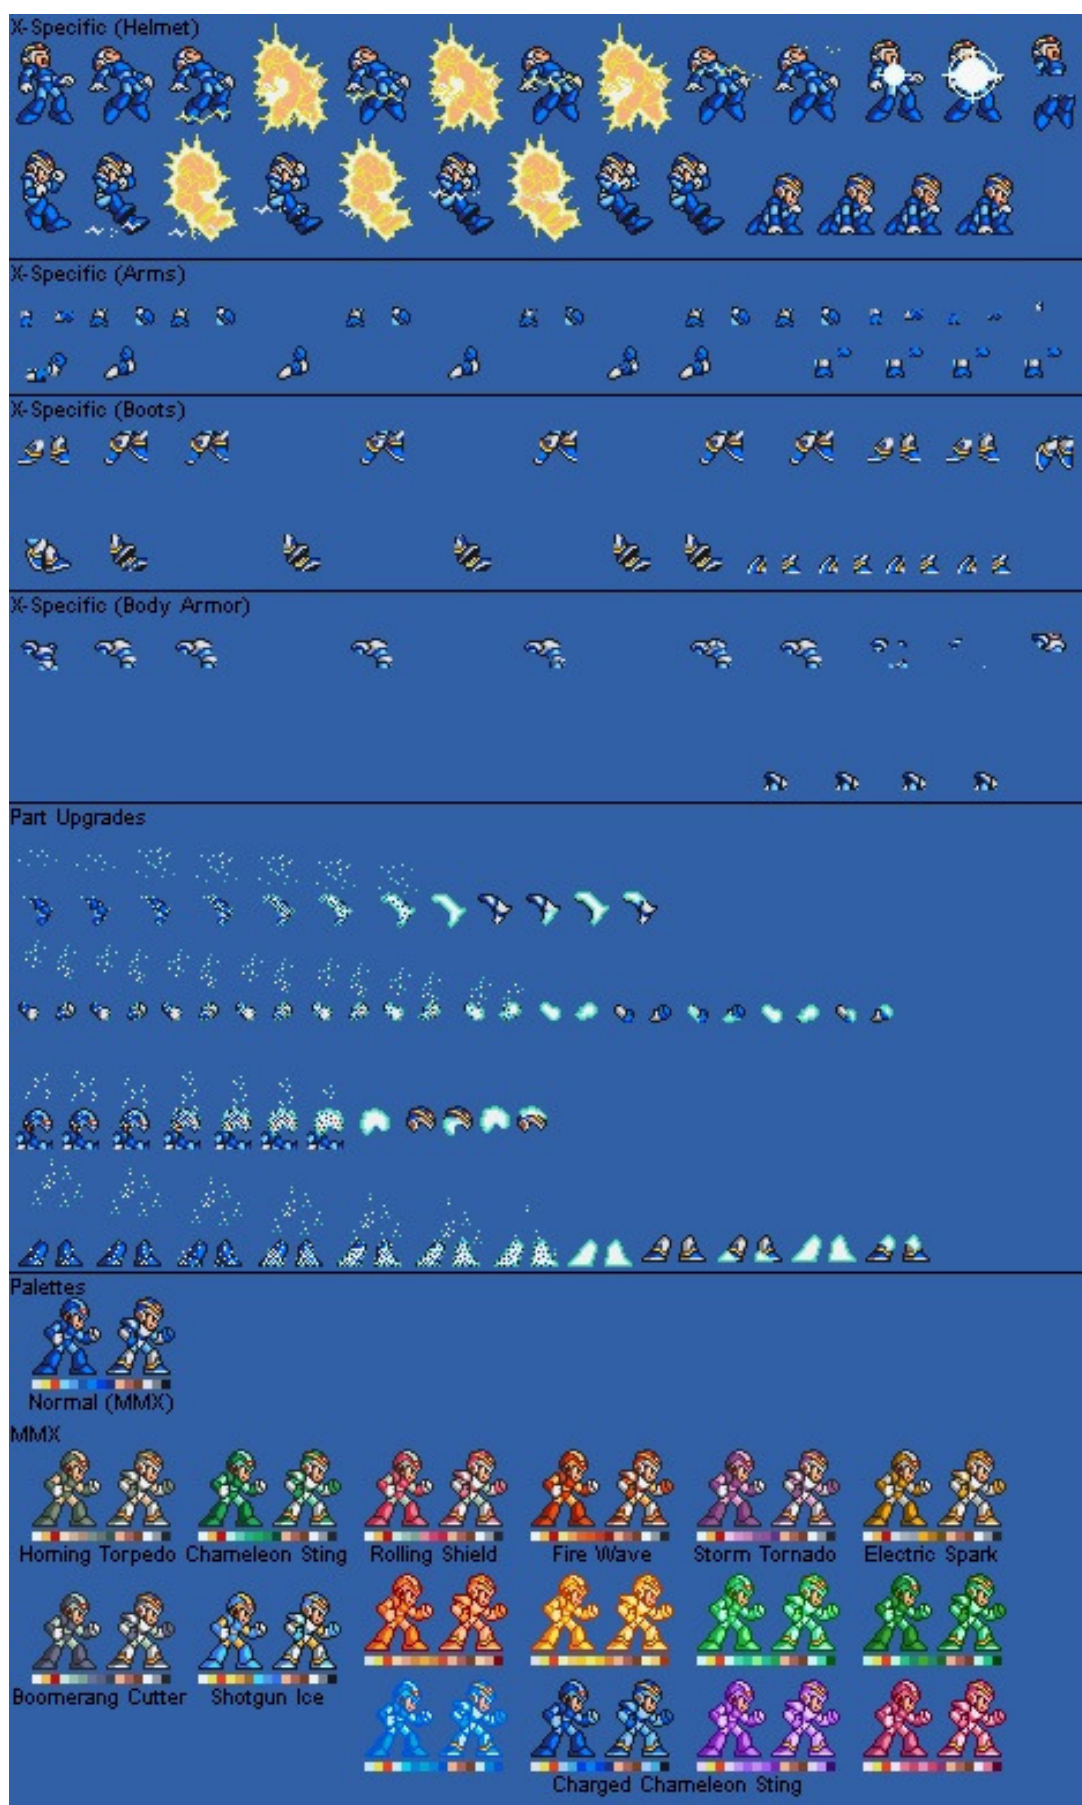 X-Specific (Helmet)
X-Specific (Arms)
X-Specific (Boots)
X-Specific (Body Armor)
Part Upgrades
Palettes
Normal (MMX)
MMX
Homing Torpedo
Chameleon Sting
Rolling Shield
Fire Wave
Storm Tornado
Electric Spark
Boomerang Cutter
Shotgun Ice
Charged Chameleon Sting